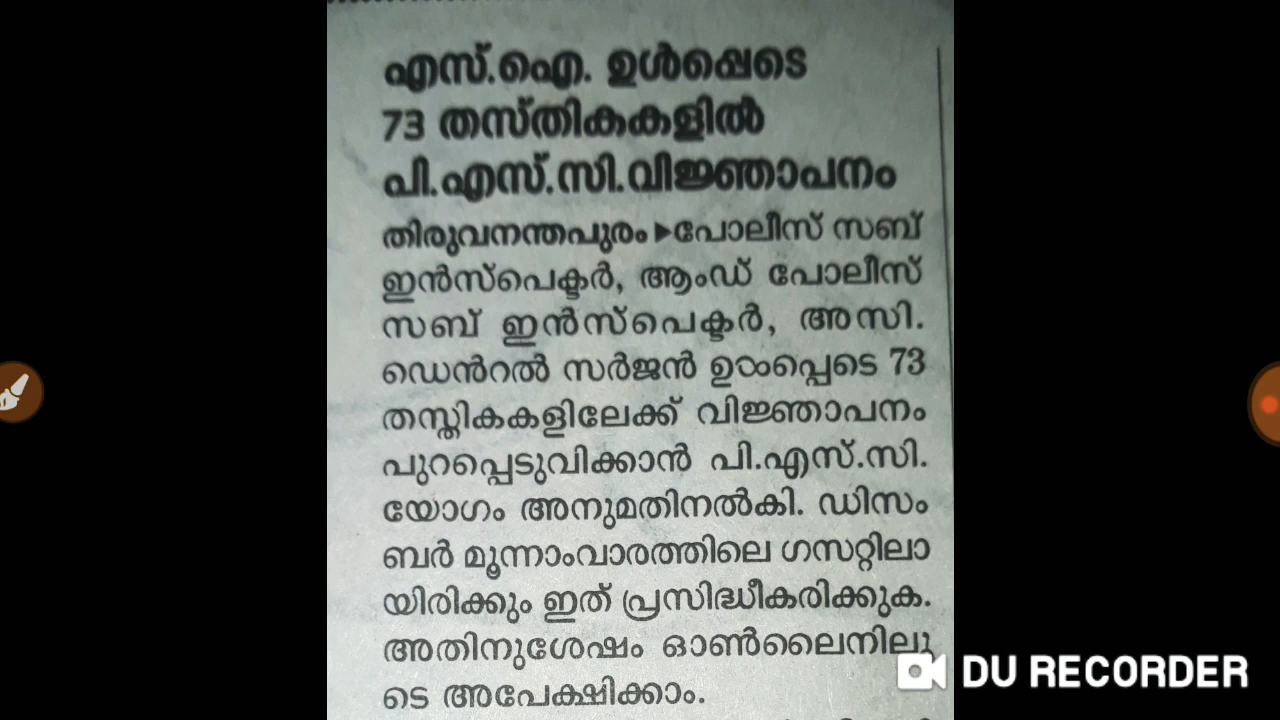 എസ്.ഐ. ഉൾപ്പെടെ
73 തസ്തികകളിൽ
പി.എസ്.സി.വിജ്ഞാപനം
തിരുവനന്തപുരം ▶പോലീസ് സബ്
ഇൻസ്പെക്ടർ, ആംഡ് പോലീസ്
സബ് ഇൻസ്പെക്ടർ, അസി.
ഡെൻറൽ സർജൻ ഉൾപ്പെടെ 73
തസ്തികകളിലേക്ക് വിജ്ഞാപനം
പുറപ്പെടുവിക്കാൻ പി.എസ്.സി.
യോഗം അനുമതിനൽകി. ഡിസം
ബർ മൂന്നാംവാരത്തിലെ ഗസറ്റിലാ
യിരിക്കും ഇത് പ്രസിദ്ധീകരിക്കുക.
അതിനുശേഷം ഓൺലൈനിലൂ
ടെ അപേക്ഷിക്കാം.
DU RECORDER